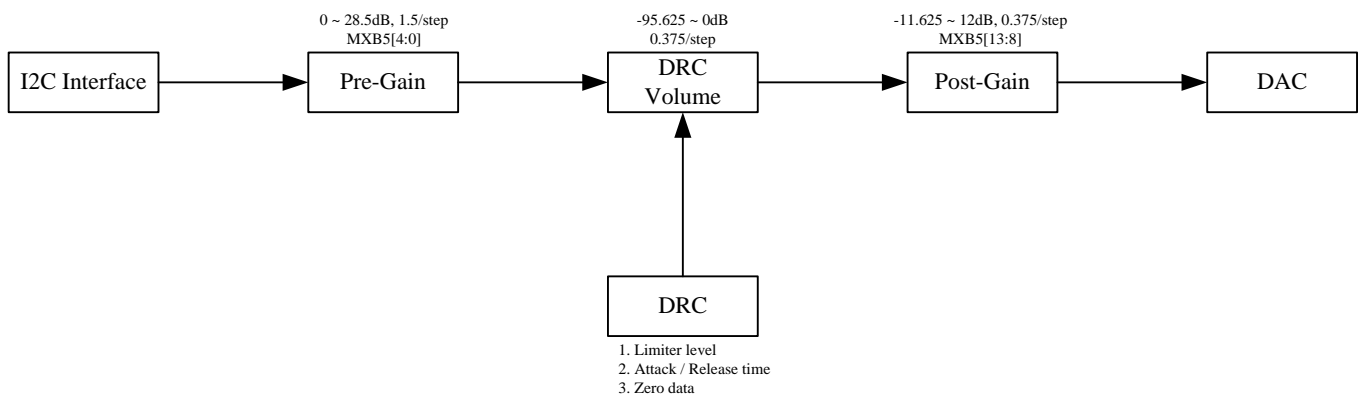 0 ~ 28.5dB, 1.5/step
MXB5[4:0]
-95.625 ~ 0dB
0.375/step
-11.625 ~ 12dB, 0.375/step
MXB5[13:8]
I2C Interface
Pre-Gain
DRC
Volume
Post-Gain
DAC
DRC
1. Limiter level
2. Attack / Release time
3. Zero data